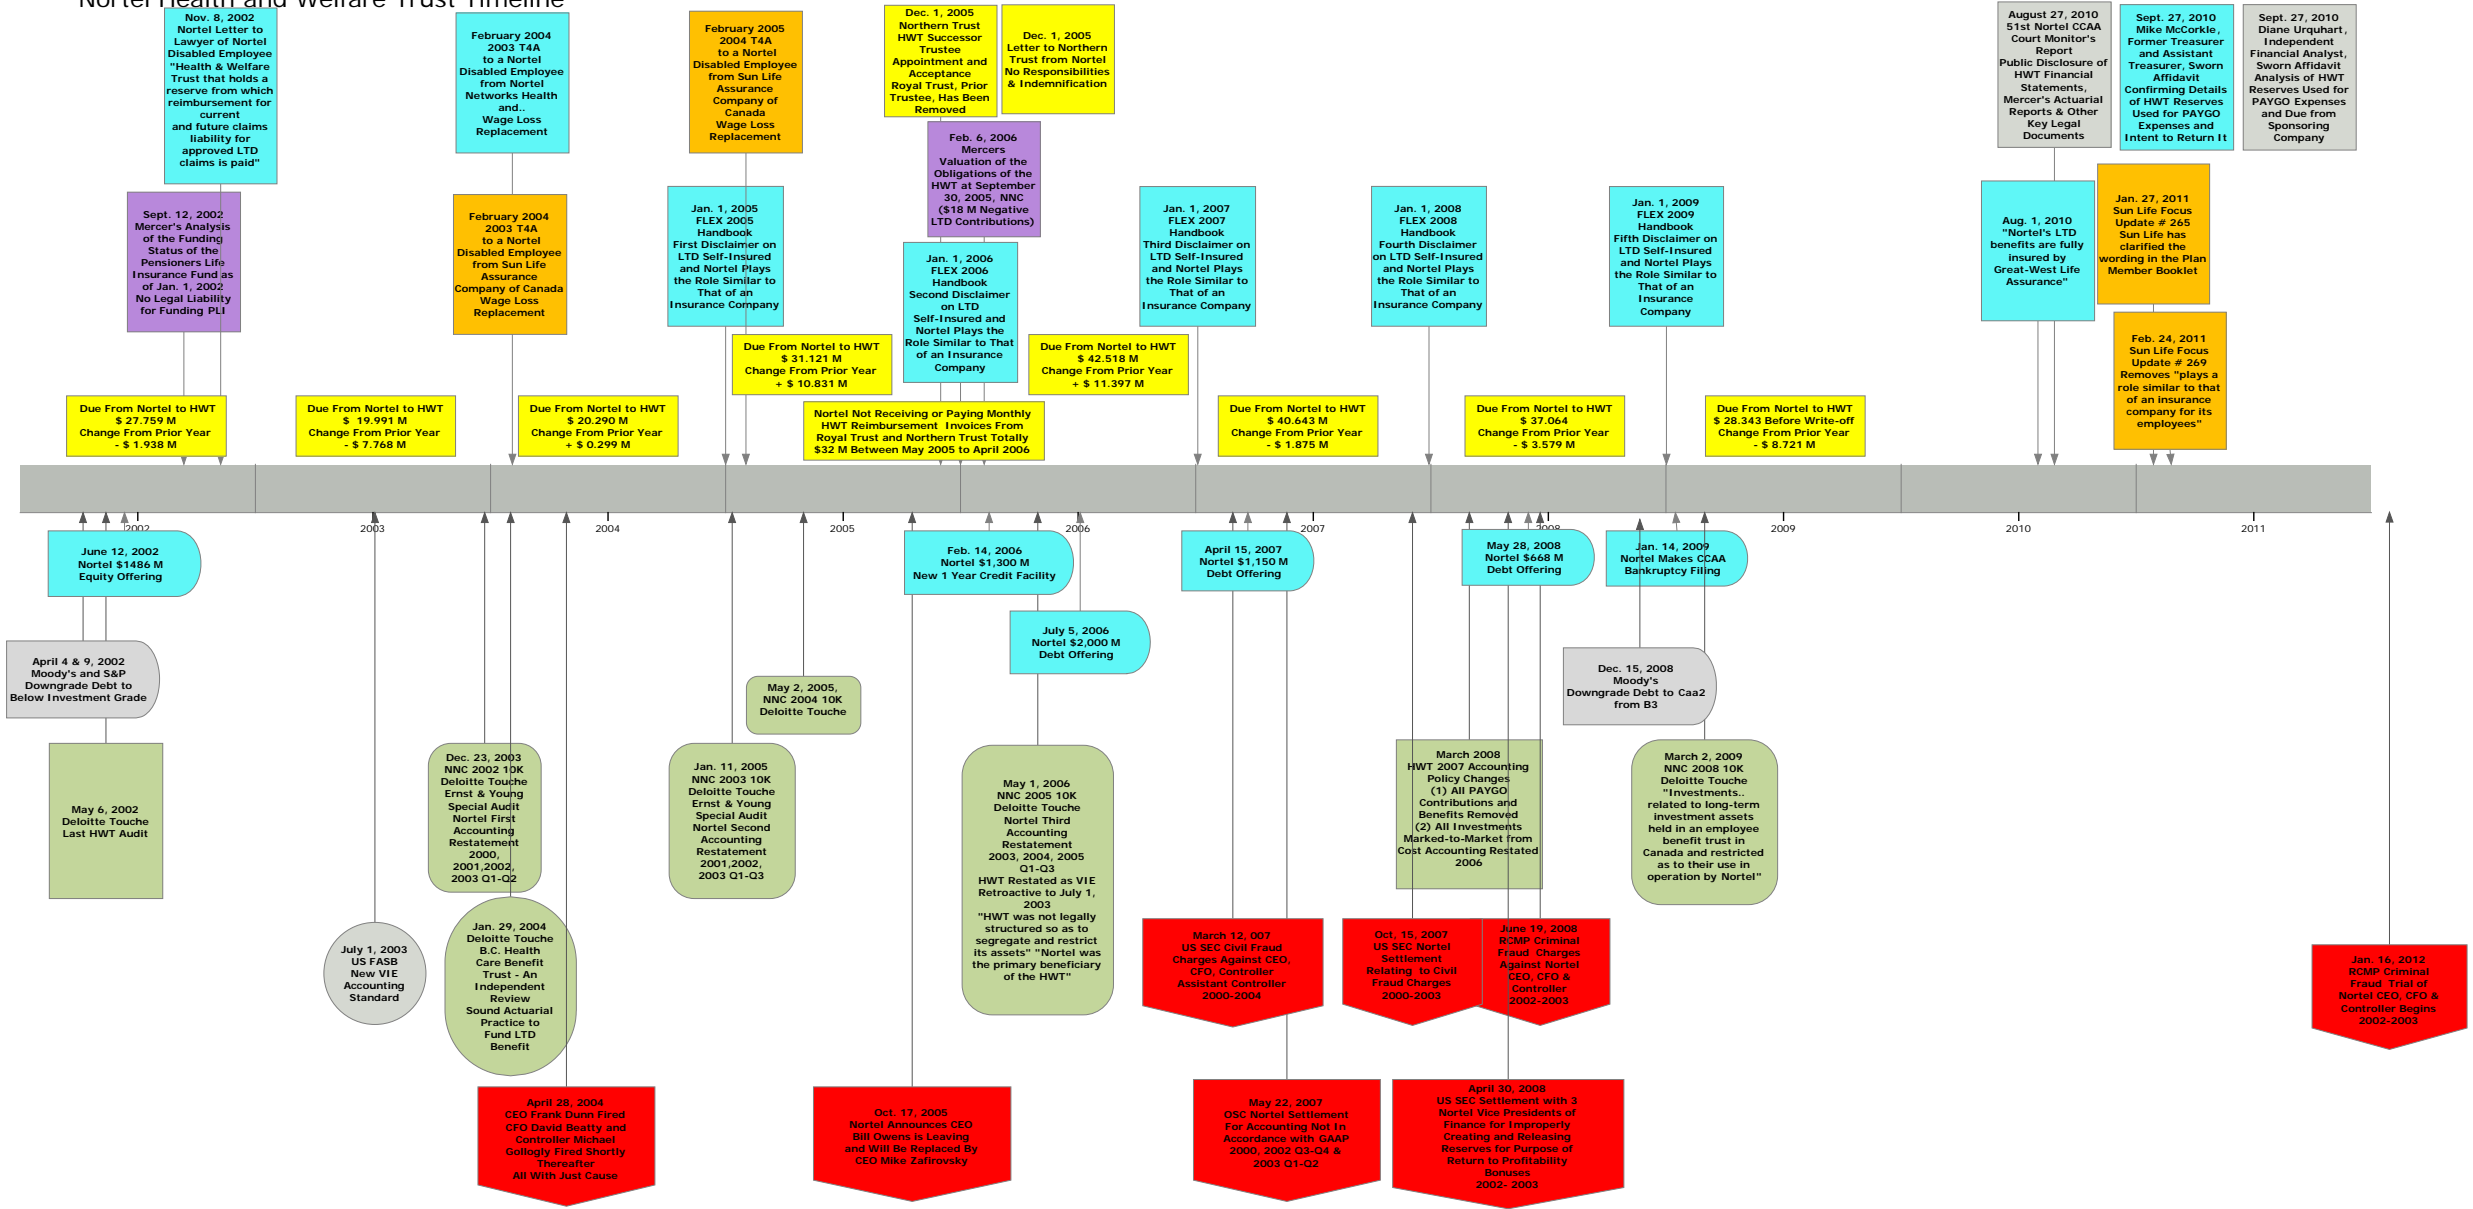 Nortel Health and Welfare Trust Timeline
Nov. 8, 2002
Nortel Letter to
Lawyer of Nortel
Disabled Employee
"Health & Welfare
Trust that holds a
reserve from which
reimbursement for
current
and future claims
liability for
approved LTD
claims is paid"
February 2004
2003 T4A
to a Nortel
Disabled Employee
from Nortel
Networks Health
and..
Wage Loss
Replacement
February 2005
2004 T4A
to a Nortel
Disabled Employee
from Sun Life
Assurance
Company of
Canada
Wage Loss
Replacement
Dec. 1, 2005
Northern Trust
HWT Successor
Trustee
Appointment and
Acceptance
Royal Trust, Prior
Trustee, Has Been
Removed
Dec. 1, 2005
Letter to Northern
Trust from Nortel
No Responsibilities
& Indemnification
August 27, 2010
51st Nortel CCAA
Court Monitor's
Report
Public Disclosure of
HWT Financial
Statements,
Mercer's Actuarial
Reports & Other
Key Legal
Documents
Sept. 27, 2010
Mike McCorkle,
Former Treasurer
and Assistant
Treasurer, Sworn
Affidavit
Confirming Details
of HWT Reserves
Used for PAYGO
Expenses and
Intent to Return It
Sept. 27, 2010
Diane Urquhart,
Independent
Financial Analyst,
Sworn Affidavit
Analysis of HWT
Reserves Used for
PAYGO Expenses
and Due from
Sponsoring
Company
Sept. 12, 2002
Mercer's Analysis
of the Funding
Status of the
Pensioners Life
Insurance Fund as
of Jan. 1, 2002
No Legal Liability
for Funding PLI
February 2004
2003 T4A
to a Nortel
Disabled Employee
from Sun Life
Assurance
Company of Canada
Wage Loss
Replacement
Jan. 1, 2005
FLEX 2005
Handbook
First Disclaimer on
LTD Self-Insured
and Nortel Plays
the Role Similar to
That of an
Insurance Company
Feb. 6, 2006
Mercers
Valuation of the
Obligations of the
HWT at September
30, 2005, NNC
($18 M Negative
LTD Contributions)
Jan. 1, 2006
FLEX 2006
Handbook
Second Disclaimer
on LTD
Self-Insured and
Nortel Plays the
Role Similar to That
of an Insurance
Company
Jan. 1, 2007
FLEX 2007
Handbook
Third Disclaimer on
LTD Self-Insured
and Nortel Plays
the Role Similar to
That of an
Insurance Company
Jan. 1, 2008
FLEX 2008
Handbook
Fourth Disclaimer
on LTD Self-Insured
and Nortel Plays
the Role Similar to
That of an
Insurance Company
Jan. 1, 2009
FLEX 2009
Handbook
Fifth Disclaimer on
LTD Self-Insured
and Nortel Plays
the Role Similar to
That of an
Insurance
Company
Aug. 1, 2010
"Nortel's LTD
benefits are fully
insured by
Great-West Life
Assurance"
Jan. 27, 2011
Sun Life Focus
Update # 265
Sun Life has
clarified the
wording in the Plan
Member Booklet
Feb. 24, 2011
Sun Life Focus
Update # 269
Removes "plays a
role similar to that
of an insurance
company for its
employees"
Due From Nortel to HWT
$ 27.759 M
Change From Prior Year
- $ 1.938 M
Due From Nortel to HWT
$ 19.991 M
Change From Prior Year
- $ 7.768 M
Due From Nortel to HWT
$ 20.290 M
Change From Prior Year
+ $ 0.299 M
Due From Nortel to HWT
$ 31.121 M
Change From Prior Year
+ $ 10.831 M
Nortel Not Receiving or Paying Monthly
HWT Reimbursement Invoices From
Royal Trust and Northern Trust Totally
$32 M Between May 2005 to April 2006
Due From Nortel to HWT
$ 42.518 M
Change From Prior Year
+ $ 11.397 M
Due From Nortel to HWT
$ 40.643 M
Change From Prior Year
- $ 1.875 M
Due From Nortel to HWT
$ 37.064
Change From Prior Year
- $ 3.579 M
Due From Nortel to HWT
$ 28.343 Before Write-off
Change From Prior Year
- $ 8.721 M
2002
2003
2004
2005
2006
2007
2008
2009
2010
2011
June 12, 2002
Nortel $1486 M
Equity Offering
April 4 & 9, 2002
Moody's and S&P
Downgrade Debt to
Below Investment Grade
May 6, 2002
Deloitte Touche
Last HWT Audit
July 1, 2003
US FASB
New VIE
Accounting
Standard
Dec. 23, 2003
NNC 2002 10K
Deloitte Touche
Ernst & Young
Special Audit
Nortel First
Accounting
Restatement
2000,
2001,2002,
2003 Q1-Q2
Jan. 29, 2004
Deloitte Touche
B.C. Health
Care Benefit
Trust - An
Independent
Review
Sound Actuarial
Practice to
Fund LTD
Benefit
April 28, 2004
CEO Frank Dunn Fired
CFO David Beatty and
Controller Michael
Gollogly Fired Shortly
Thereafter
All With Just Cause
Jan. 11, 2005
NNC 2003 10K
Deloitte Touche
Ernst & Young
Special Audit
Nortel Second
Accounting
Restatement
2001,2002,
2003 Q1-Q3
May 2, 2005,
NNC 2004 10K
Deloitte Touche
Oct. 17, 2005
Nortel Announces CEO
Bill Owens is Leaving
and Will Be Replaced By
CEO Mike Zafirovsky
Feb. 14, 2006
Nortel $1,300 M
New 1 Year Credit Facility
July 5, 2006
Nortel $2,000 M
Debt Offering
May 1, 2006
NNC 2005 10K
Deloitte Touche
Nortel Third
Accounting
Restatement
2003, 2004, 2005
Q1-Q3
HWT Restated as VIE
Retroactive to July 1,
2003
"HWT was not legally
structured so as to
segregate and restrict
its assets" "Nortel was
the primary beneficiary
of the HWT"
April 15, 2007
Nortel $1,150 M
Debt Offering
March 12, 007
US SEC Civil Fraud
Charges Against CEO,
CFO, Controller
Assistant Controller
2000-2004
May 22, 2007
OSC Nortel Settlement
For Accounting Not In
Accordance with GAAP
2000, 2002 Q3-Q4 &
2003 Q1-Q2
May 28, 2008
Nortel $668 M
Debt Offering
March 2008
HWT 2007 Accounting
Policy Changes
(1) All PAYGO
Contributions and
Benefits Removed
(2) All Investments
Marked-to-Market from
Cost Accounting Restated
2006
Oct, 15, 2007
US SEC Nortel
Settlement
Relating to Civil
Fraud Charges
2000-2003
June 19, 2008
RCMP Criminal
Fraud Charges
Against Nortel
CEO, CFO &
Controller
2002-2003
April 30, 2008
US SEC Settlement with 3
Nortel Vice Presidents of
Finance for Improperly
Creating and Releasing
Reserves for Purpose of
Return to Profitability
Bonuses
2002- 2003
Jan. 14, 2009
Nortel Makes CCAA
Bankruptcy Filing
Dec. 15, 2008
Moody's
Downgrade Debt to Caa2
from B3
March 2, 2009
NNC 2008 10K
Deloitte Touche
"Investments..
related to long-term
investment assets
held in an employee
benefit trust in
Canada and restricted
as to their use in
operation by Nortel"
Jan. 16, 2012
RCMP Criminal
Fraud Trial of
Nortel CEO, CFO &
Controller Begins
2002-2003